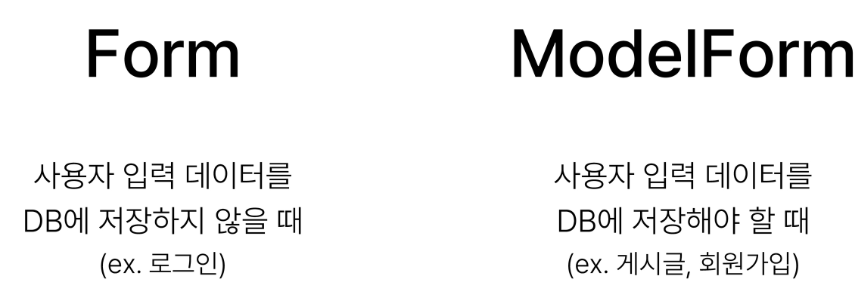 Form
사용자 입력 데이터를
DB에 저장하지 않을 때
(ex. 로그인)
ModelForm
사용자 입력 데이터를
DB에 저장해야 할 때
(ex. 게시글, 회원가입)